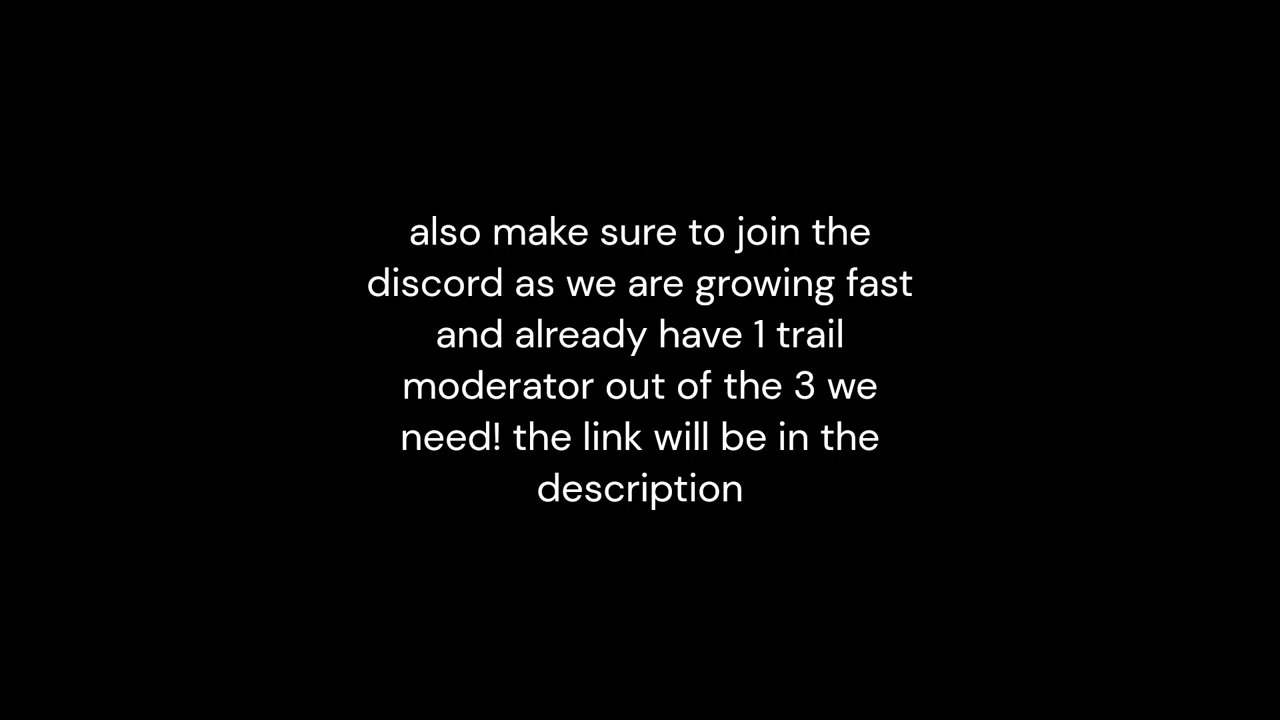 also make sure to join the
discord as we are growing fast
and already have 1 trail
moderator out of the 3 we
need! the link will be in the
description